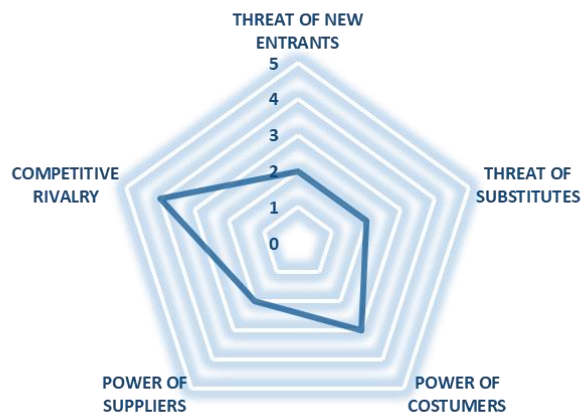 THREAT OF NEW
ENTRANTS
5
4
3
2
1
0
COMPETITIVE
RIVALRY
THREAT OF
SUBSTITUTES
POWER OF
SUPPLIERS
POWER OF
COSTUMERS